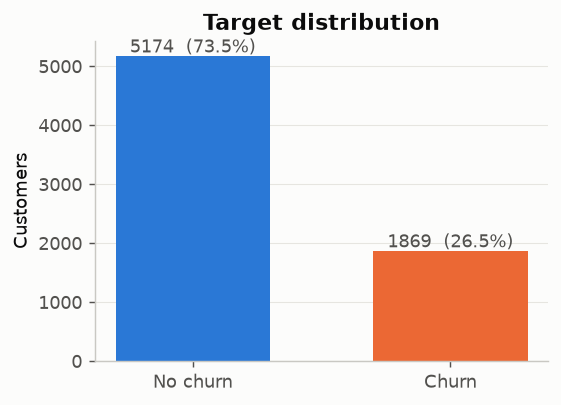 Target distribution
5174  (73.5%)
1869  (26.5%)
Customers
5000
4000
3000
2000
1000
0
No churn
Churn